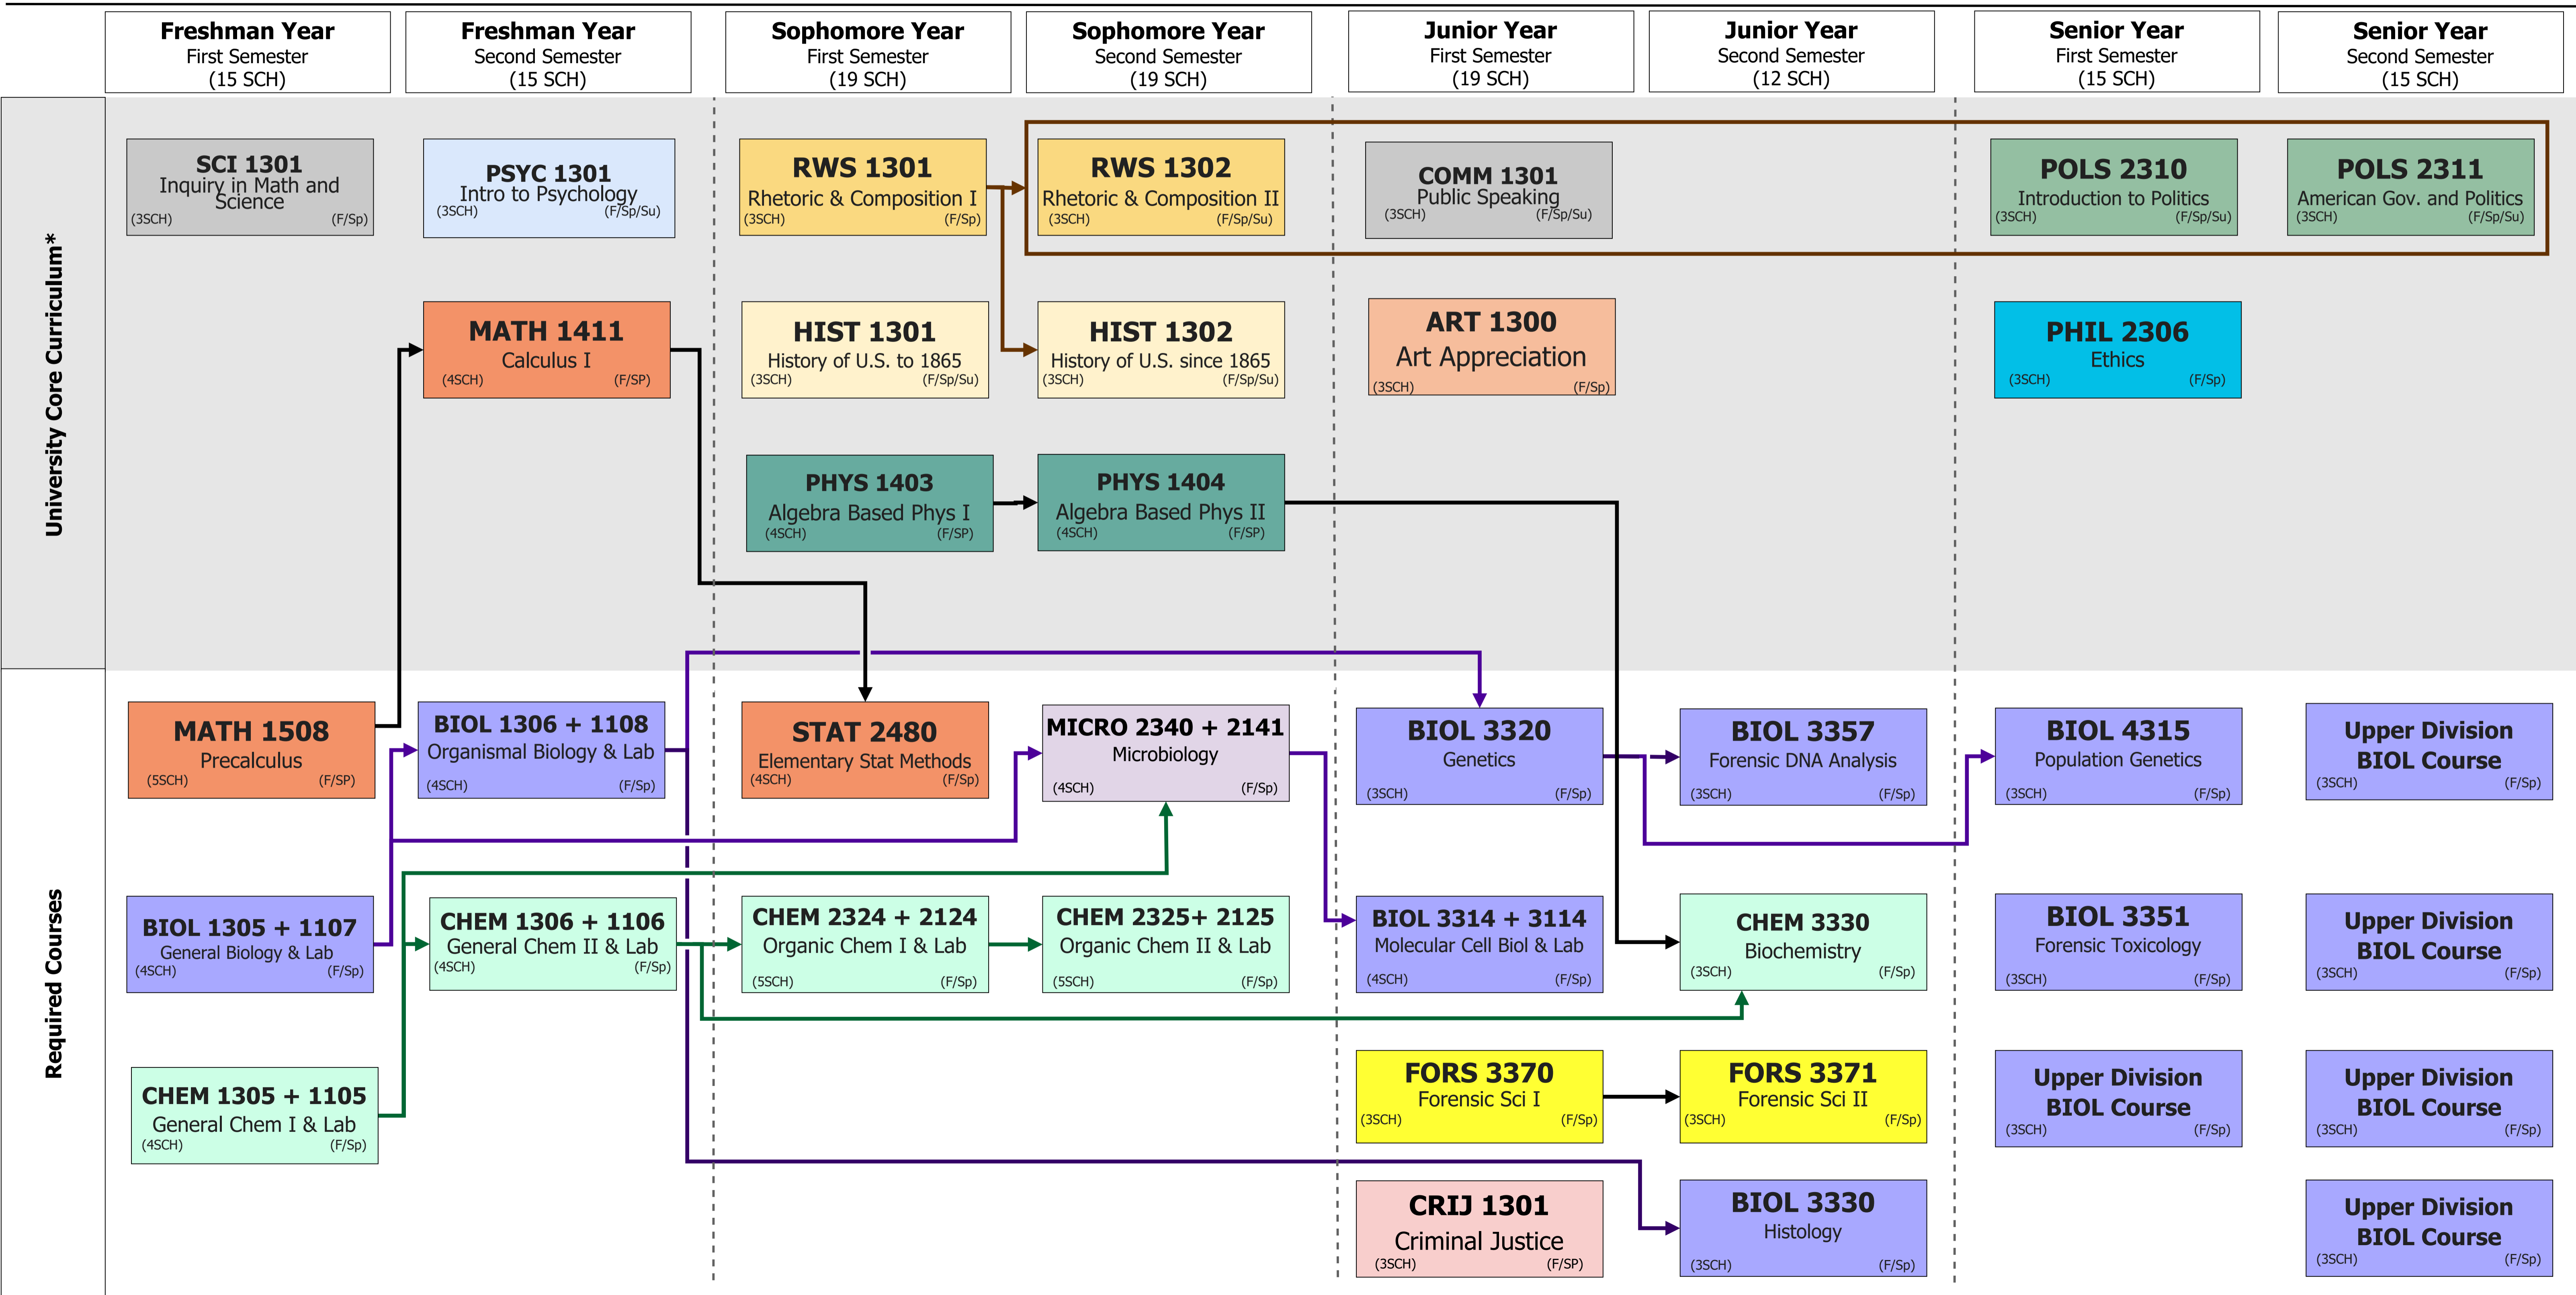 Freshman Year
First Semester
(15 SCH)
Freshman Year
Second Semester
(15 SCH)
Sophomore Year
First Semester
(19 SCH)
Sophomore Year
Second Semester
(19 SCH)
Junior Year
First Semester
(19 SCH)
Junior Year
Second Semester
(12 SCH)
Senior Year
First Semester
(15 SCH)
Senior Year
Second Semester
(15 SCH)
University Core Curriculum*
SCI 1301
Inquiry in Math and
Science
(3SCH) (F/Sp)
PSYC 1301
Intro to Psychology
(3SCH) (F/Sp/Su)
RWS 1301
Rhetoric & Composition I
(3SCH) (F/Sp)
RWS 1302
Rhetoric & Composition II
(3SCH) (F/Sp/Su)
COMM 1301
Public Speaking
(3SCH) (F/Sp/Su)
POLS 2310
Introduction to Politics
(3SCH) (F/Sp/Su)
POLS 2311
American Gov. and Politics
(3SCH) (F/Sp/Su)
MATH 1411
Calculus I
(4SCH) (F/SP)
HIST 1301
History of U.S. to 1865
(3SCH) (F/Sp/Su)
HIST 1302
History of U.S. since 1865
(3SCH) (F/Sp/Su)
ART 1300
Art Appreciation
(3SCH) (F/Sp)
PHIL 2306
Ethics
(3SCH) (F/Sp)
PHYS 1403
Algebra Based Phys I
(4SCH) (F/SP)
PHYS 1404
Algebra Based Phys II
(4SCH) (F/SP)
Required Courses
MATH 1508
Precalculus
(5SCH) (F/SP)
BIOL 1306 + 1108
Organismal Biology & Lab
(4SCH) (F/Sp)
STAT 2480
Elementary Stat Methods
(4SCH) (F/Sp)
MICRO 2340 + 2141
Microbiology
(4SCH) (F/Sp)
BIOL 3320
Genetics
(3SCH) (F/Sp)
BIOL 3357
Forensic DNA Analysis
(3SCH) (F/Sp)
BIOL 4315
Population Genetics
(3SCH) (F/Sp)
Upper Division
BIOL Course
(3SCH) (F/Sp)
BIOL 1305 + 1107
General Biology & Lab
(4SCH) (F/Sp)
CHEM 1306 + 1106
General Chem II & Lab
(4SCH) (F/Sp)
CHEM 2324 + 2124
Organic Chem I & Lab
(5SCH) (F/Sp)
CHEM 2325+ 2125
Organic Chem II & Lab
(5SCH) (F/Sp)
BIOL 3314 + 3114
Molecular Cell Biol & Lab
(4SCH) (F/Sp)
CHEM 3330
Biochemistry
(3SCH) (F/Sp)
BIOL 3351
Forensic Toxicology
(3SCH) (F/Sp)
Upper Division
BIOL Course
(3SCH) (F/Sp)
CHEM 1305 + 1105
General Chem I & Lab
(4SCH) (F/Sp)
FORS 3370
Forensic Sci I
(3SCH) (F/Sp)
FORS 3371
Forensic Sci II
(3SCH) (F/Sp)
Upper Division
BIOL Course
(3SCH) (F/Sp)
Upper Division
BIOL Course
(3SCH) (F/Sp)
CRIJ 1301
Criminal Justice
(3SCH) (F/SP)
BIOL 3330
Histology
(3SCH) (F/Sp)
Upper Division
BIOL Course
(3SCH) (F/Sp)